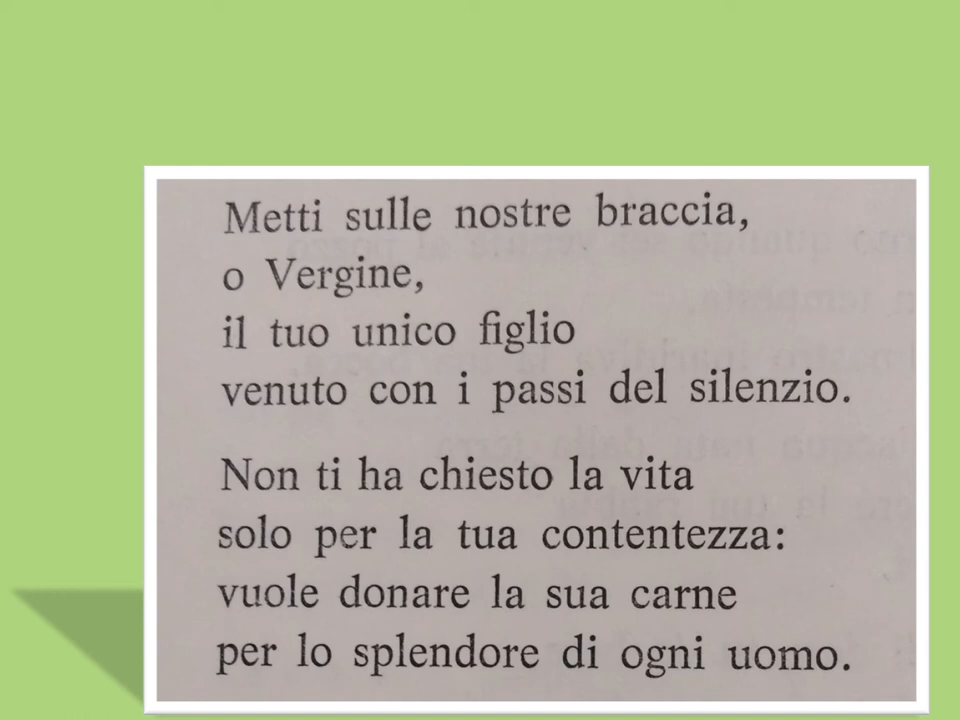 Metti sulle nostre braccia,
o Vergine,
il tuo unico figlio
venuto con i passi del silenzio.
Non ti ha chiesto la vita
solo per la tua contentezza:
vuole donare la sua carne
per lo splendore di ogni uomo.